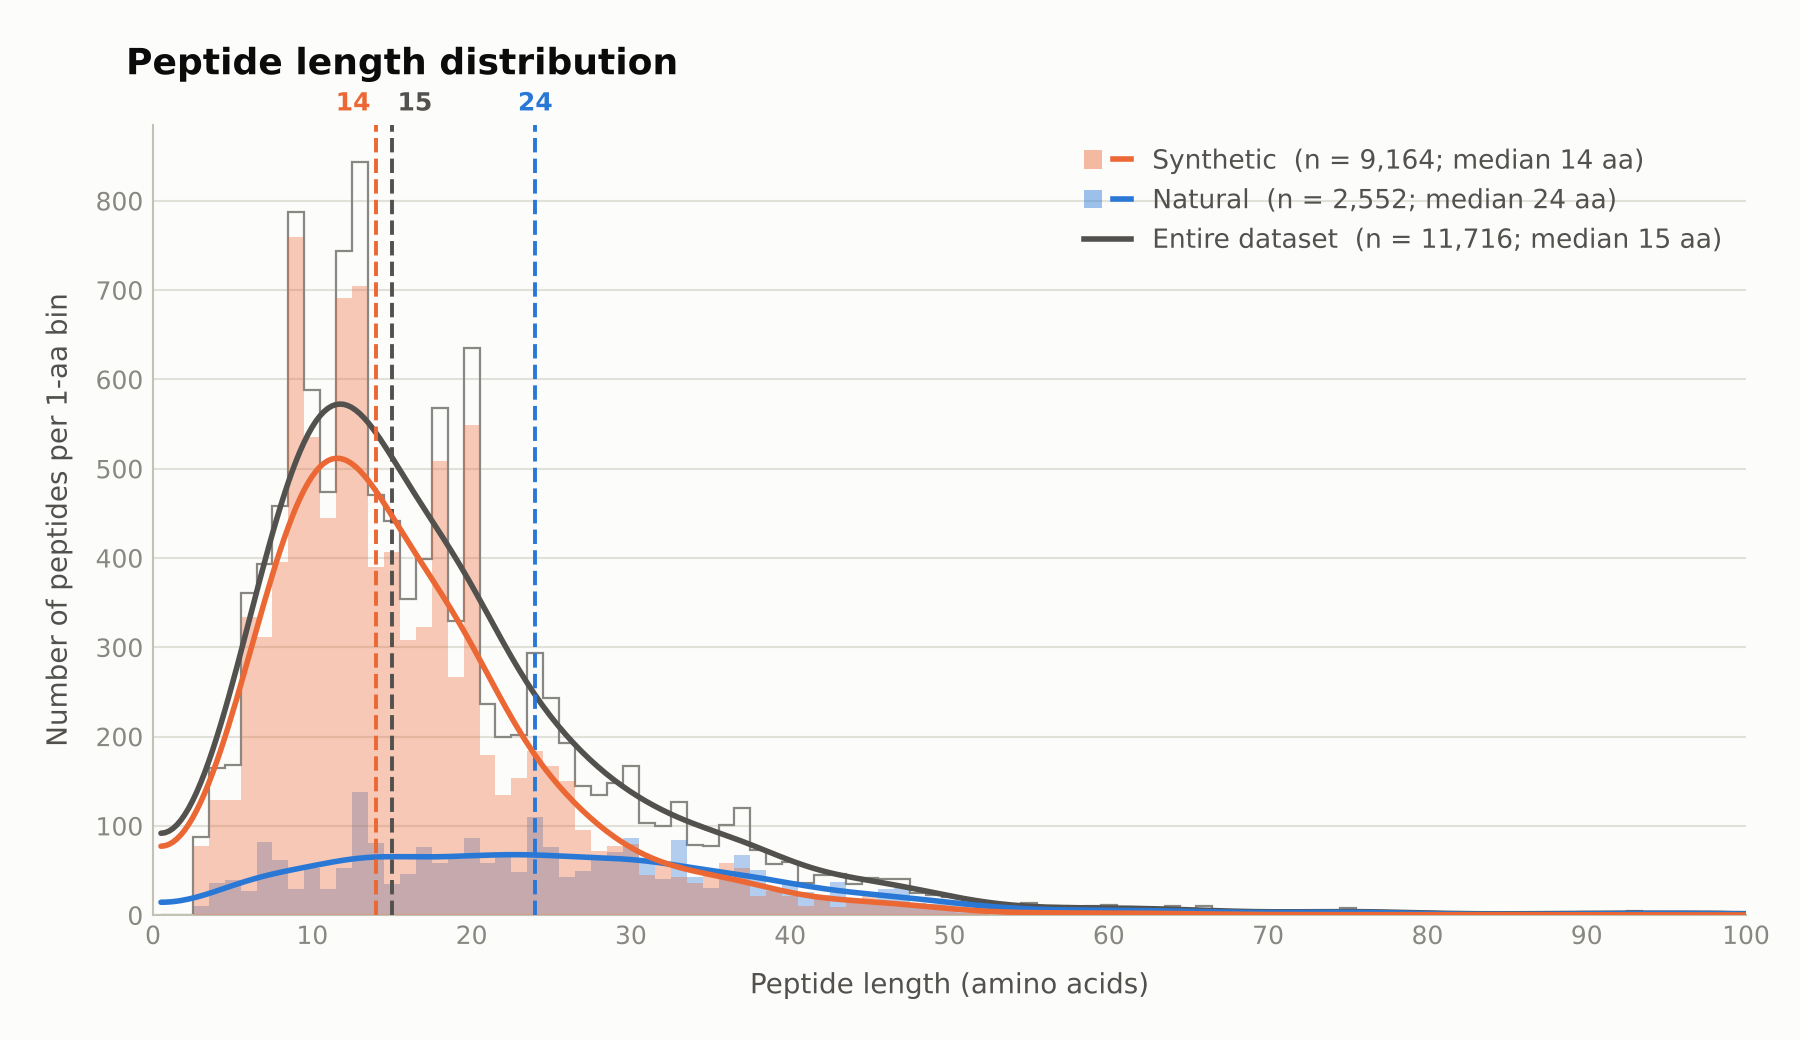 Peptide length distribution
14 15 24
Synthetic (n = 9,164; median 14 aa)
Natural (n = 2,552; median 24 aa)
Entire dataset (n = 11,716; median 15 aa)
Number of peptides per 1-aa bin
800
700
600
500
400
300
200
100
0
0 10 20 30 40 50 60 70 80 90 100
Peptide length (amino acids)